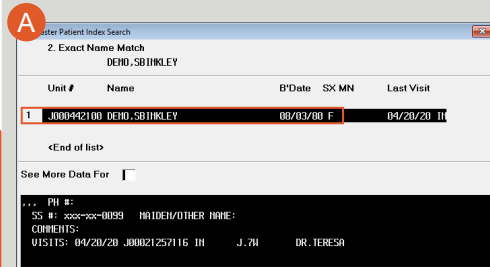 A
aster Patient Index Search
2. Exact Name Match
DEMO,SBINKLEY
Unit # Name B'Date SX MN Last Visit
1 J000442100 DEMO,SBINKLEY 08/03/80 F 04/20/20 IN
<End of list>
See More Data For
,,, PH #:
SS #: xxx-xx-0099 MAIDEN/OTHER NAME:
COMMENTS:
VISITS: 04/20/20 J00021257116 IN J.7W DR.TERESA